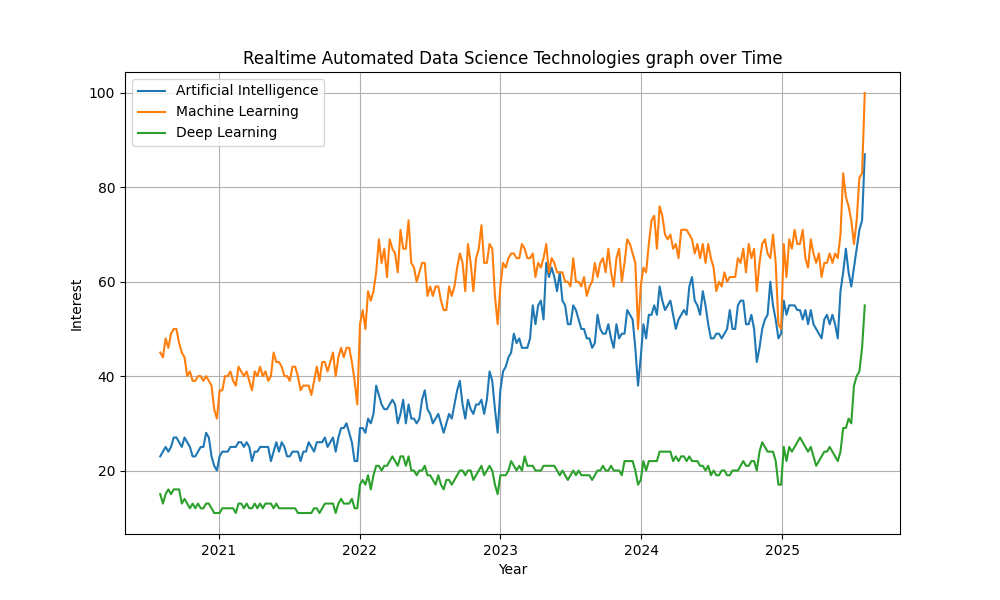 Realtime Automated Data Science Technologies graph over Time
Artificial Intelligence
Machine Learning
Deep Learning
100
80
60
40
20
Interest
2021 2022 2023 2024 2025
Year